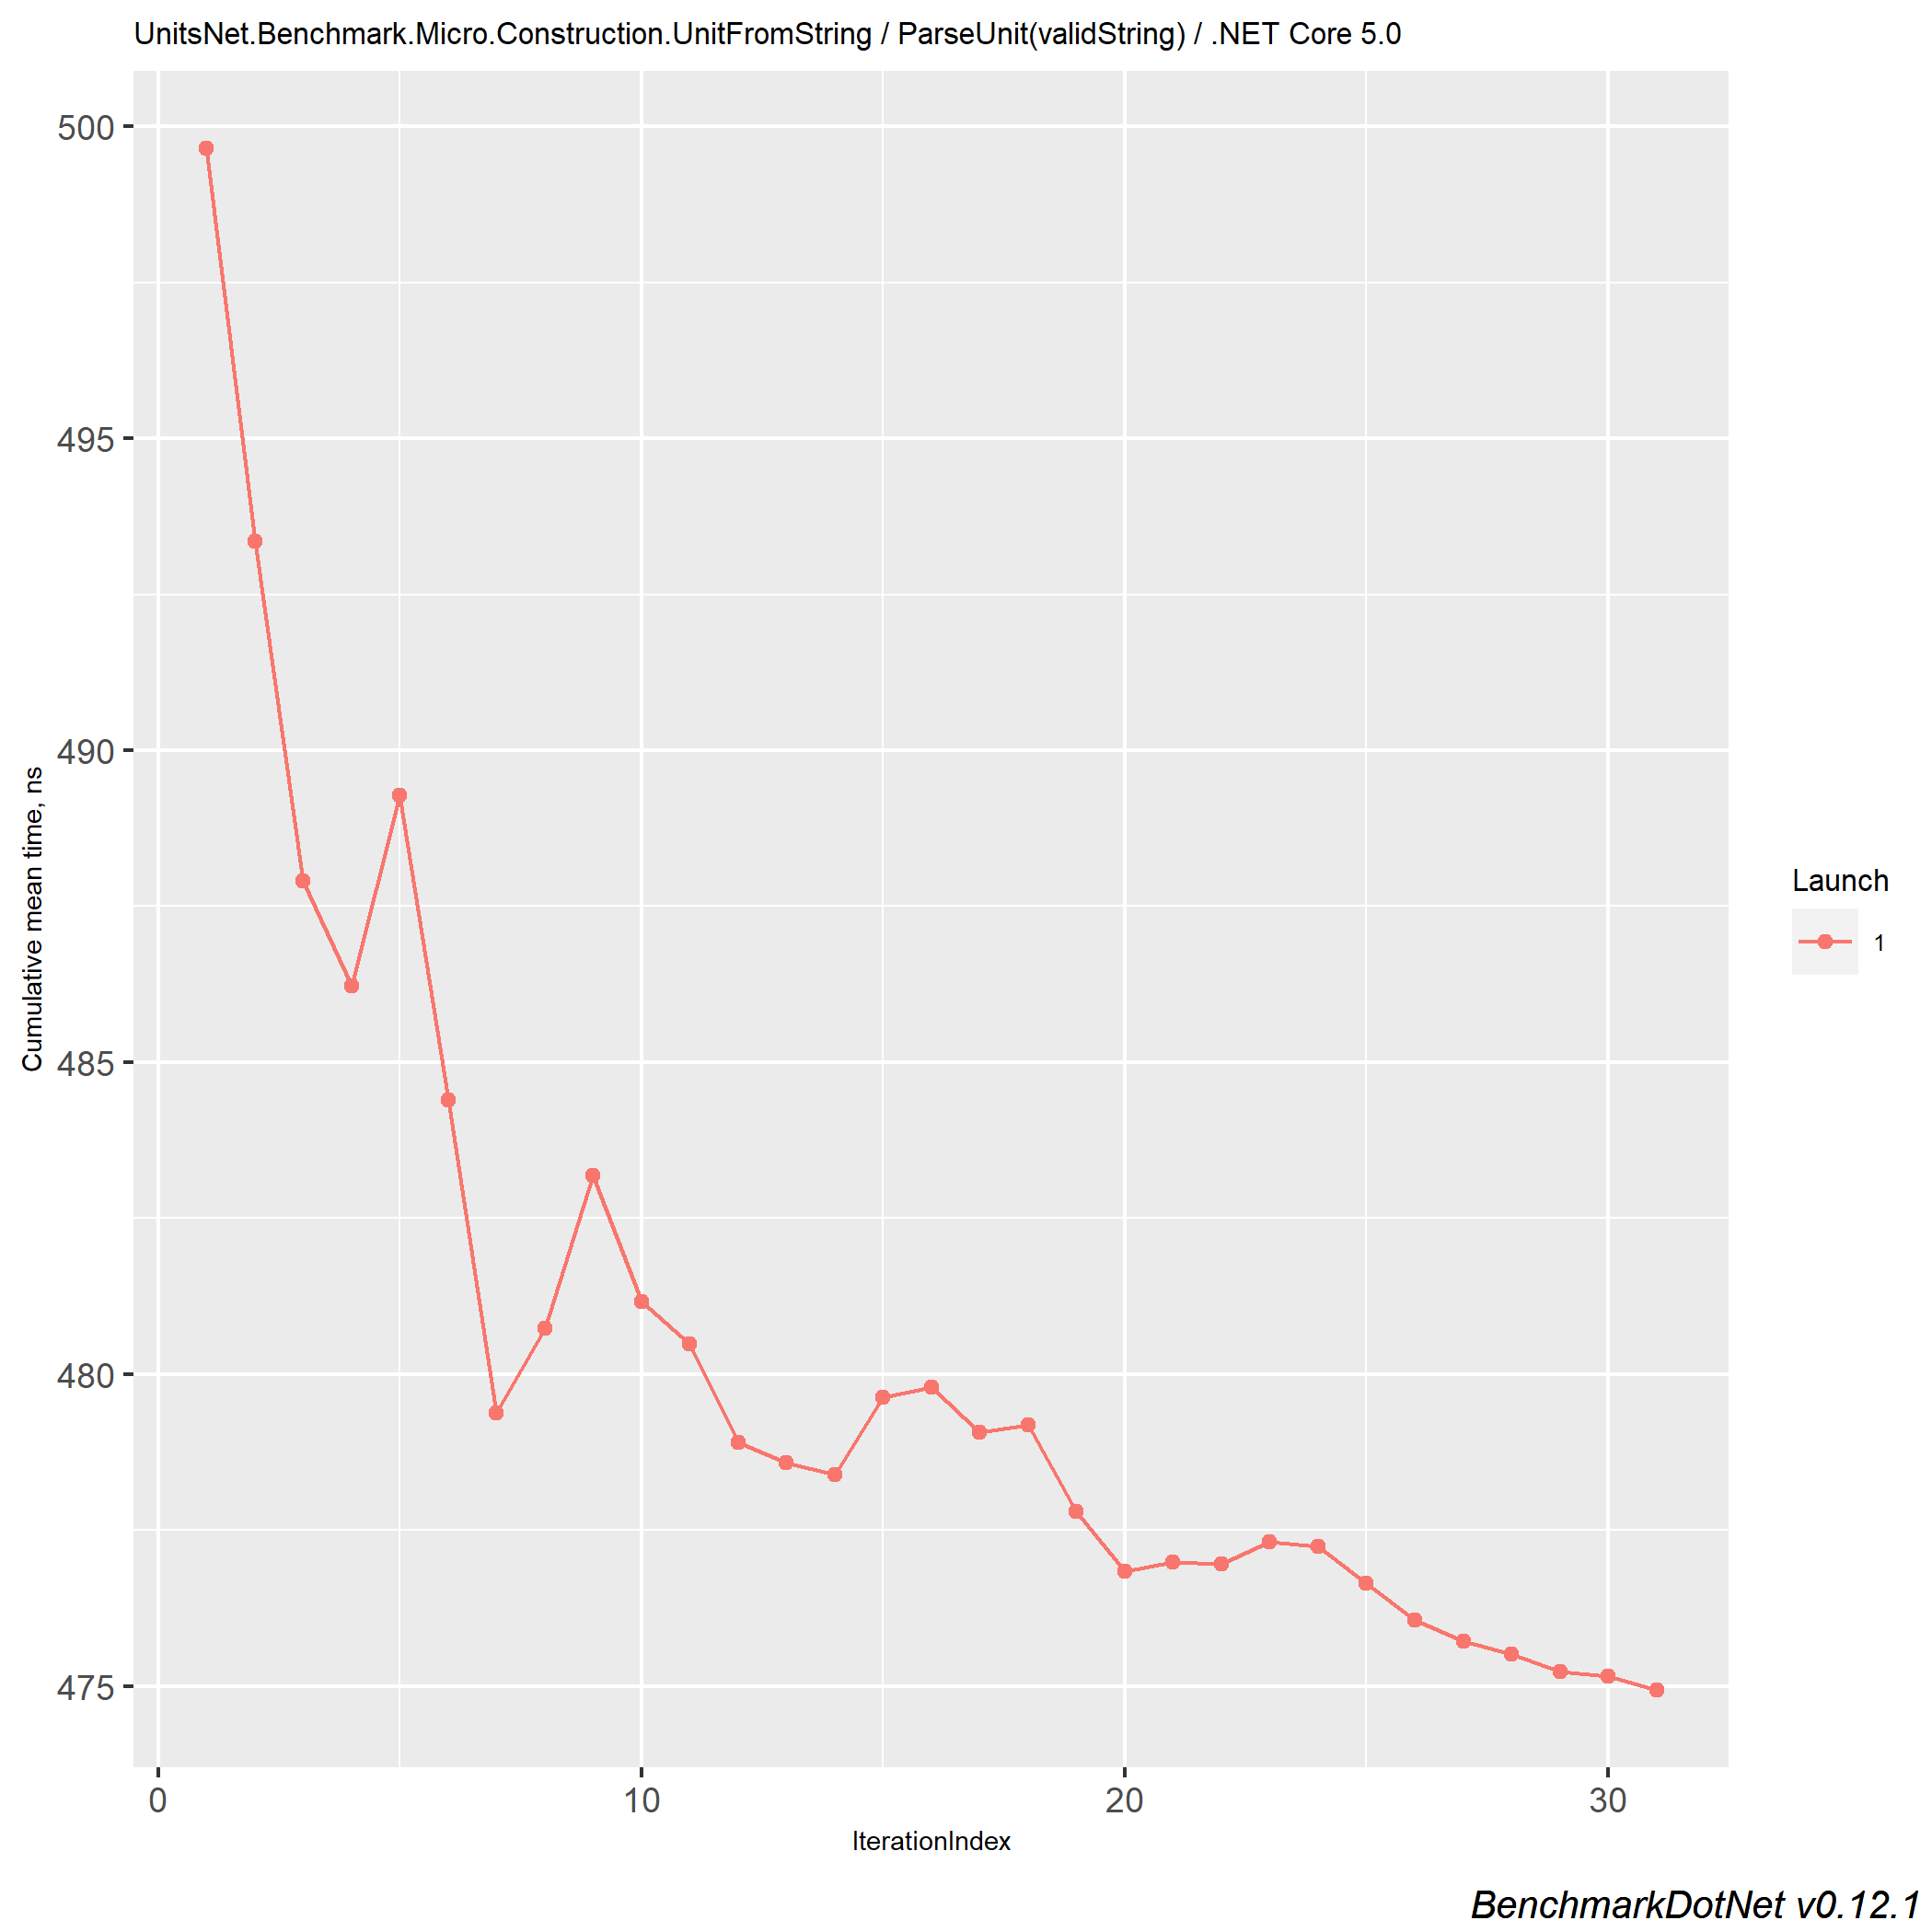 UnitsNet.Benchmark.Micro.Construction.UnitFromString / ParseUnit(validString) / .NET Core 5.0
500
495
490
485
480
475
Cumulative mean time, ns
0 10 20 30
IterationIndex
Launch
1
BenchmarkDotNet v0.12.1